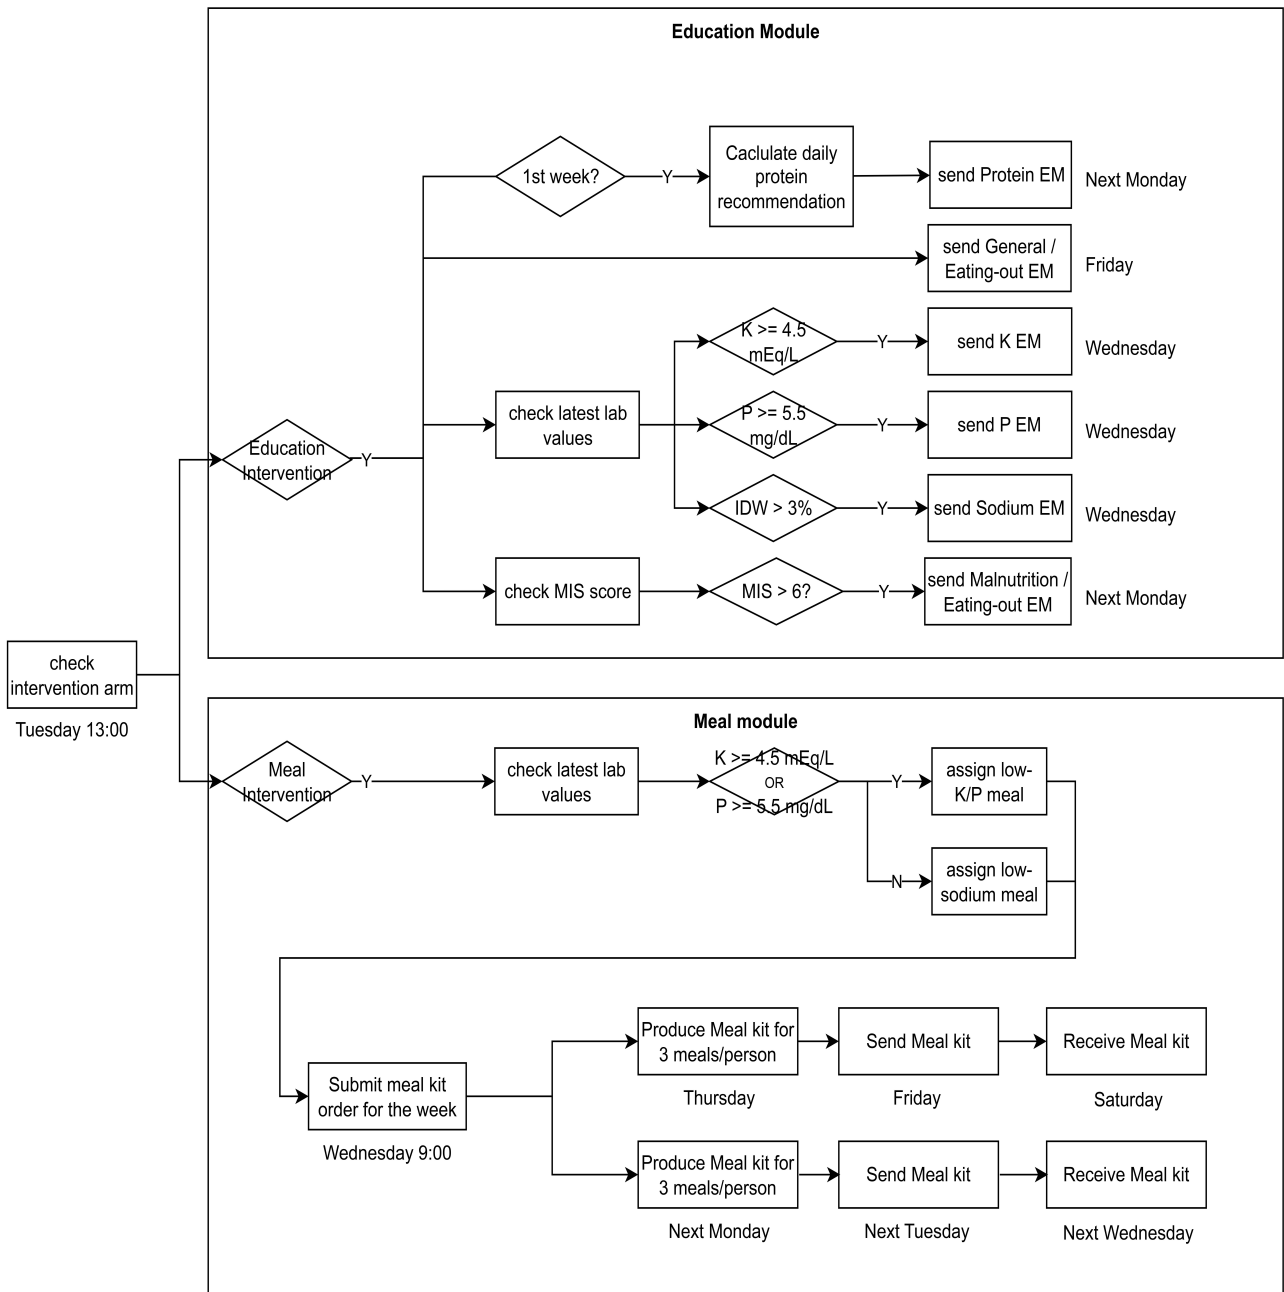 Education Module
1st week?
Y
Caclulate daily
protein
recommendation
send Protein EM
Next Monday
send General /
Eating-out EM
Friday
K >= 4.5
mEq/L
Y
send K EM
Wednesday
check latest lab
values
P >= 5.5
mg/dL
Y
send P EM
Wednesday
Education
Intervention
Y
IDW > 3%
Y
send Sodium EM
Wednesday
check MIS score
MIS > 6?
Y
send Malnutrition /
Eating-out EM
Next Monday
check
intervention arm
Tuesday 13:00
Meal module
Meal
Intervention
Y
check latest lab
values
K >= 4.5 mEq/L
OR
P >= 5.5 mg/dL
Y
assign low-
K/P meal
N
assign low-
sodium meal
Submit meal kit
order for the week
Wednesday 9:00
Produce Meal kit for
3 meals/person
Thursday
Send Meal kit
Friday
Receive Meal kit
Saturday
Produce Meal kit for
3 meals/person
Next Monday
Send Meal kit
Next Tuesday
Receive Meal kit
Next Wednesday